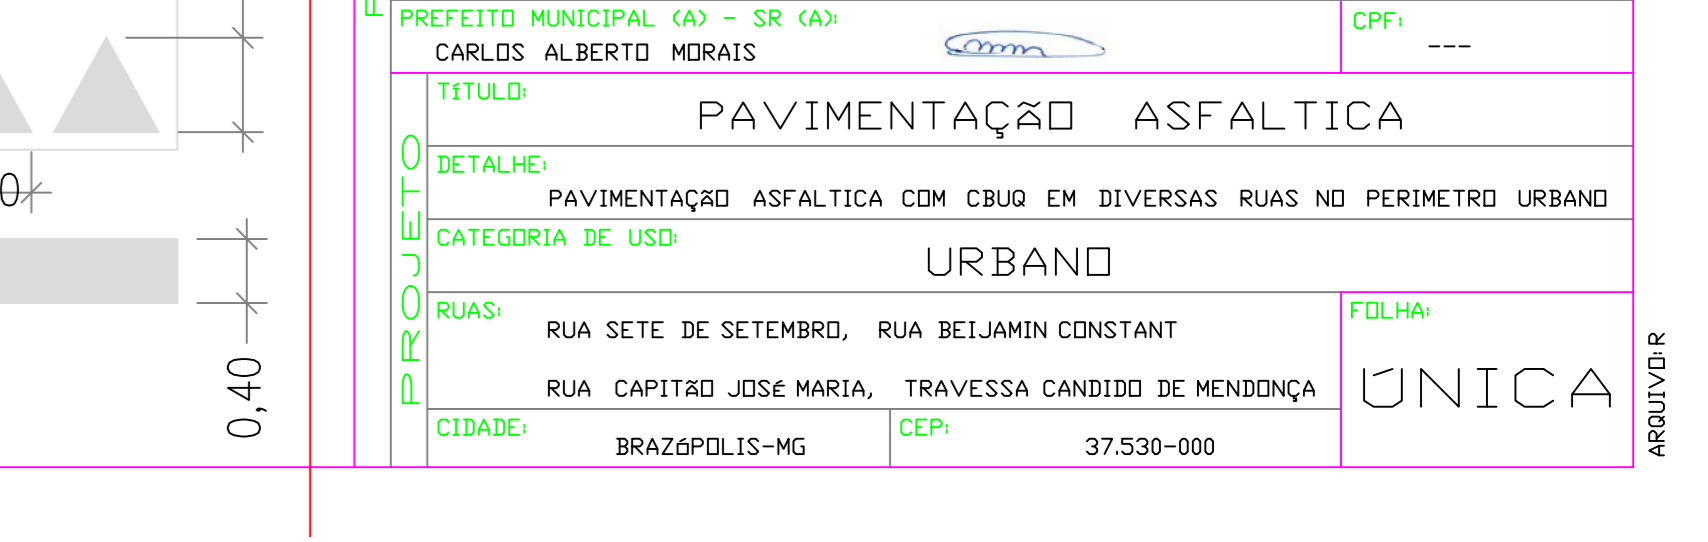 PREFEITO MUNICIPAL (A) - SR (A):
CPF:
CARLOS ALBERTO MORAIS
---
TíTULO:
PAVIMENTAÇÃO ASFALTICA
DETALHE:
PAVIMENTAÇÃO ASFALTICA COM CBUQ EM DIVERSAS RUAS NO PERIMETRO URBANO
CATEGORIA DE USO:
URBANO
PROJETO
RUAS:
RUA SETE DE SETEMBRO, RUA BEIJAMIN CONSTANT
RUA CAPITÃO JOSÉ MARIA, TRAVESSA CANDIDO DE MENDONÇA
FOLHA:
ÚNICA
CIDADE:
BRAZóPOLIS-MG
CEP:
37.530-000
ARQUIVO:R
0
0,40